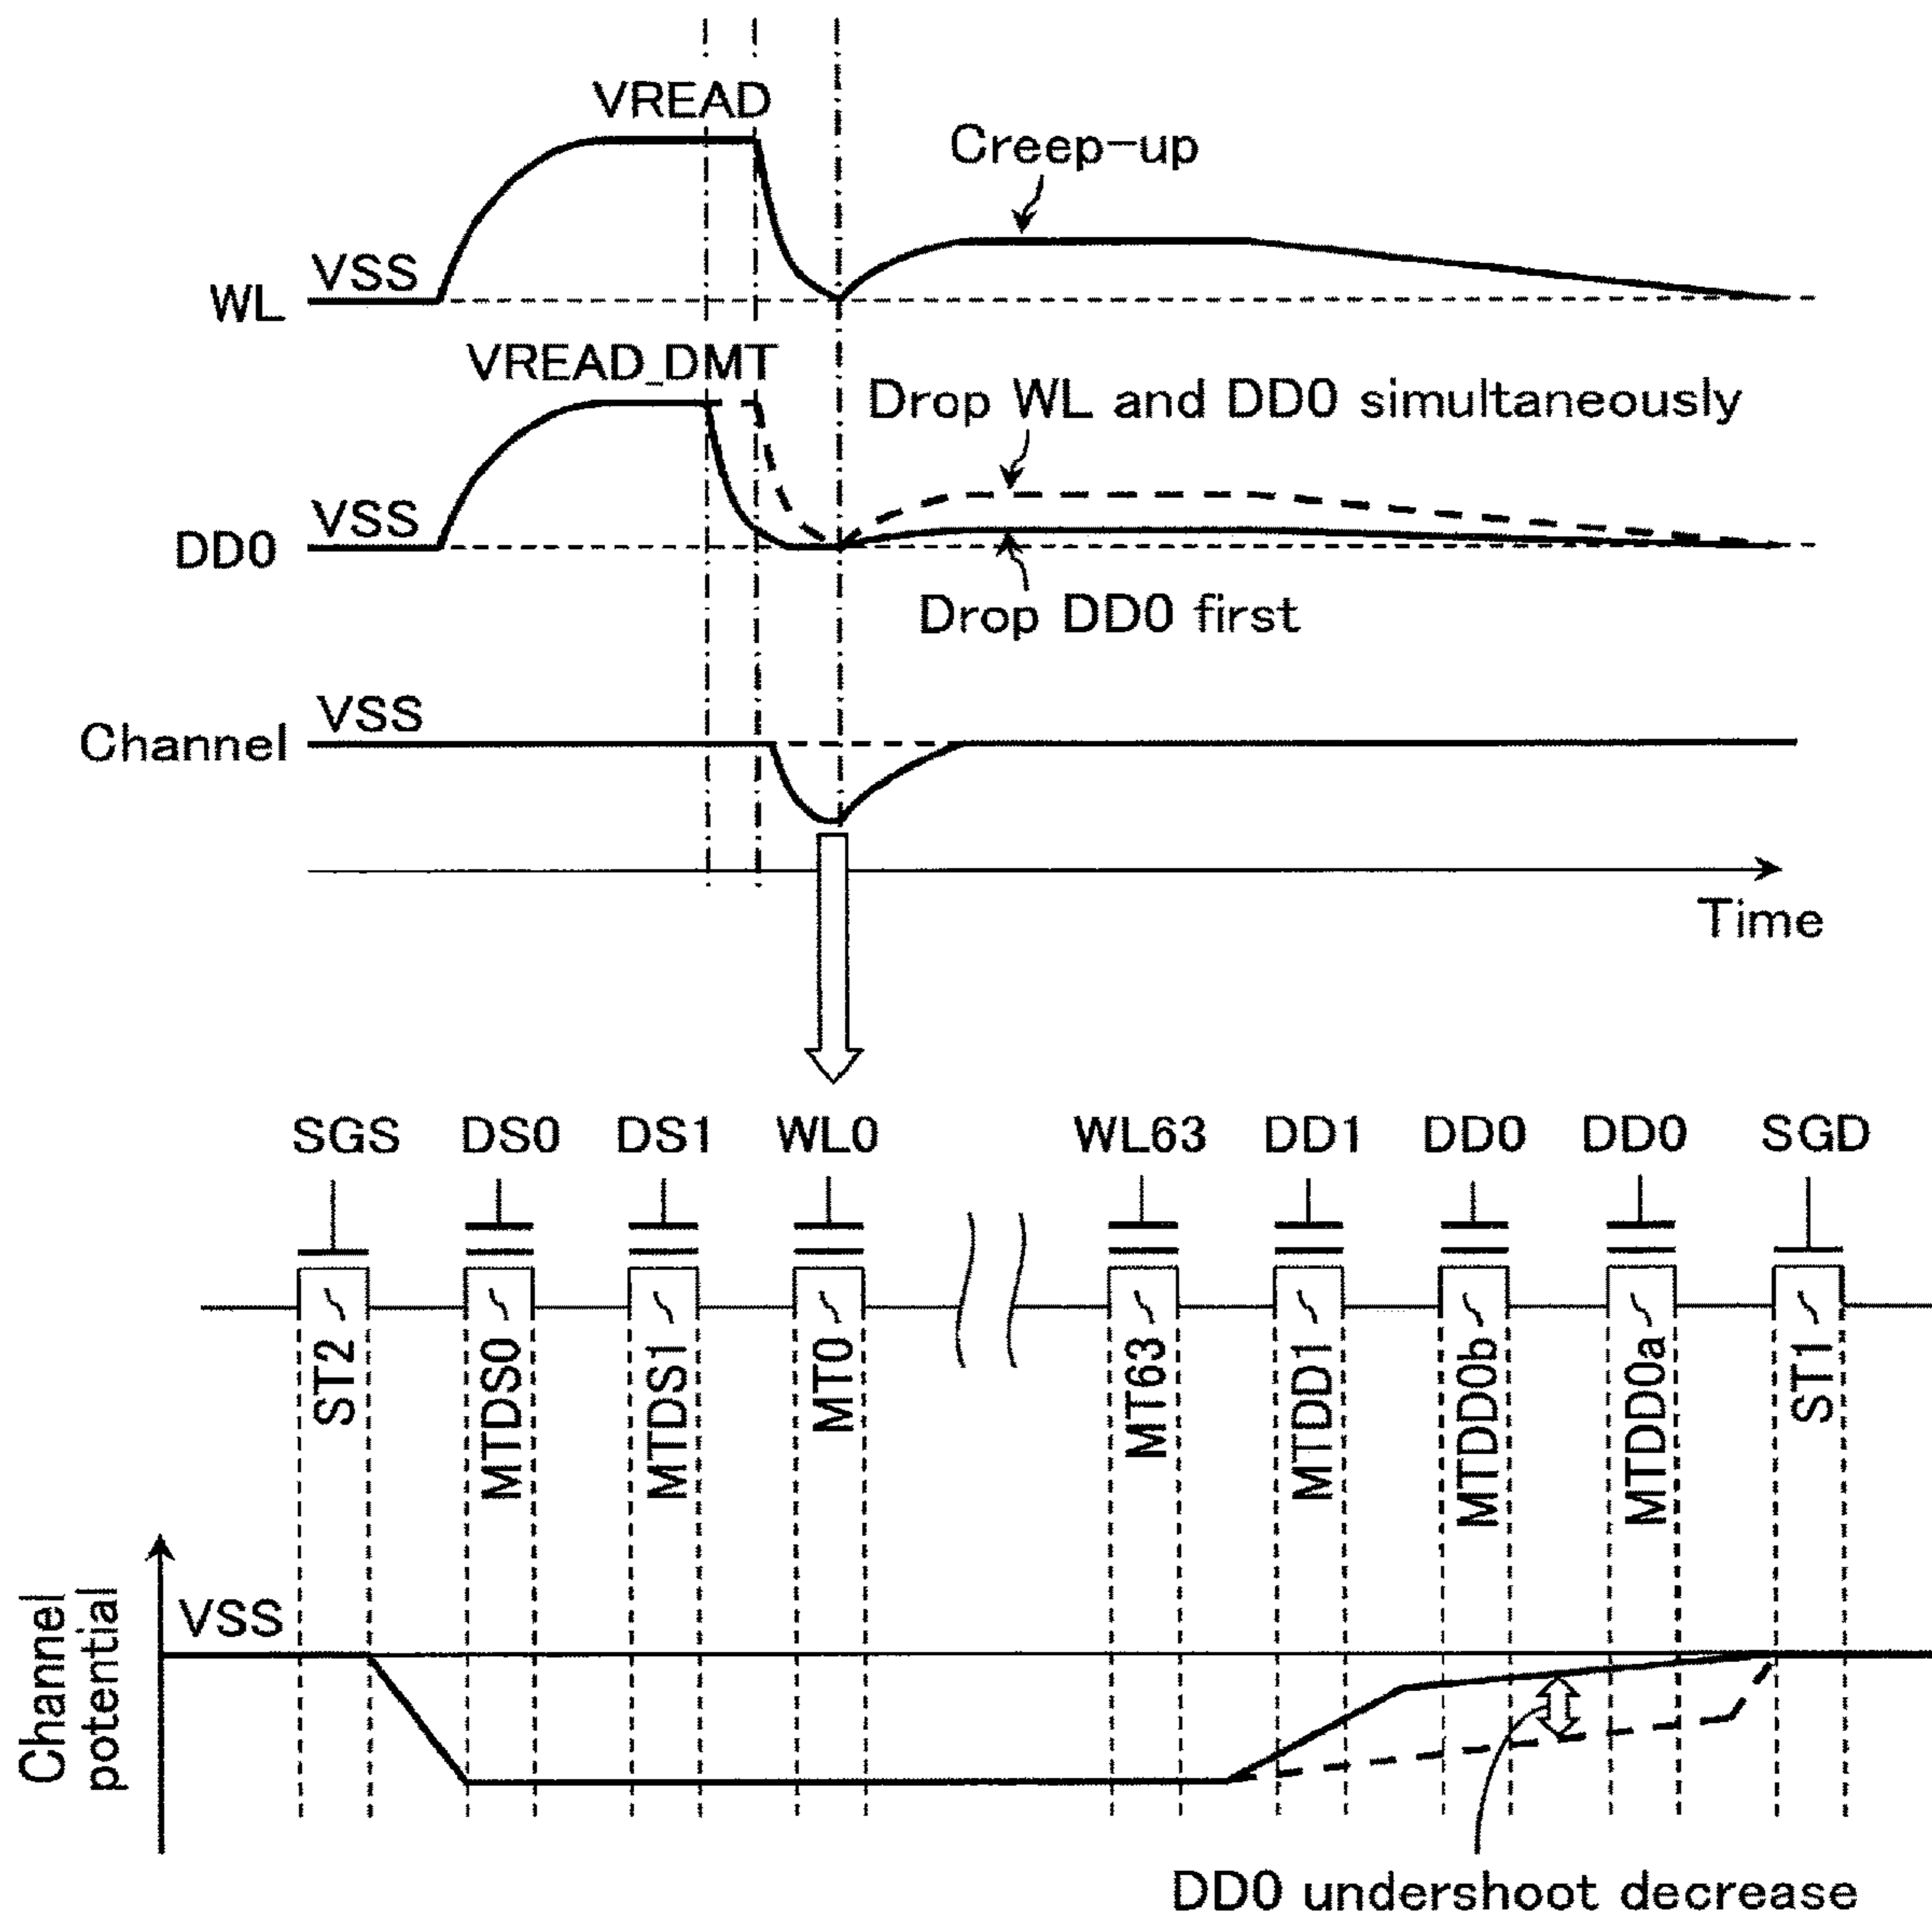 VREAD
Creep-up
VSS
WL
VREAD_DMT
Drop WL and DD0 simultaneously
VSS
DD0
Drop DD0 first
VSS
Channel
Time
SGS DS0 DS1 WL0 WL63 DD1 DD0 DD0 SGD
ST2 MTDS0 MTDS1 MT0 MT63 MTDD1 MTDD0b MTDD0a ST1
Channel
potential
VSS
DD0 undershoot decrease